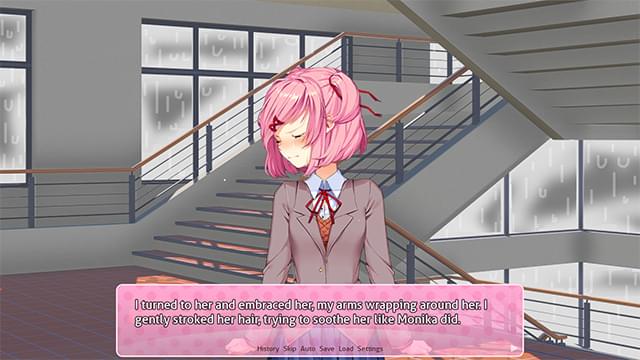 I turned to her and embraced her, my arms wrapping around her. I
gently stroked her hair, trying to soothe her like Monika did.
History Skip Auto Save Load Settings